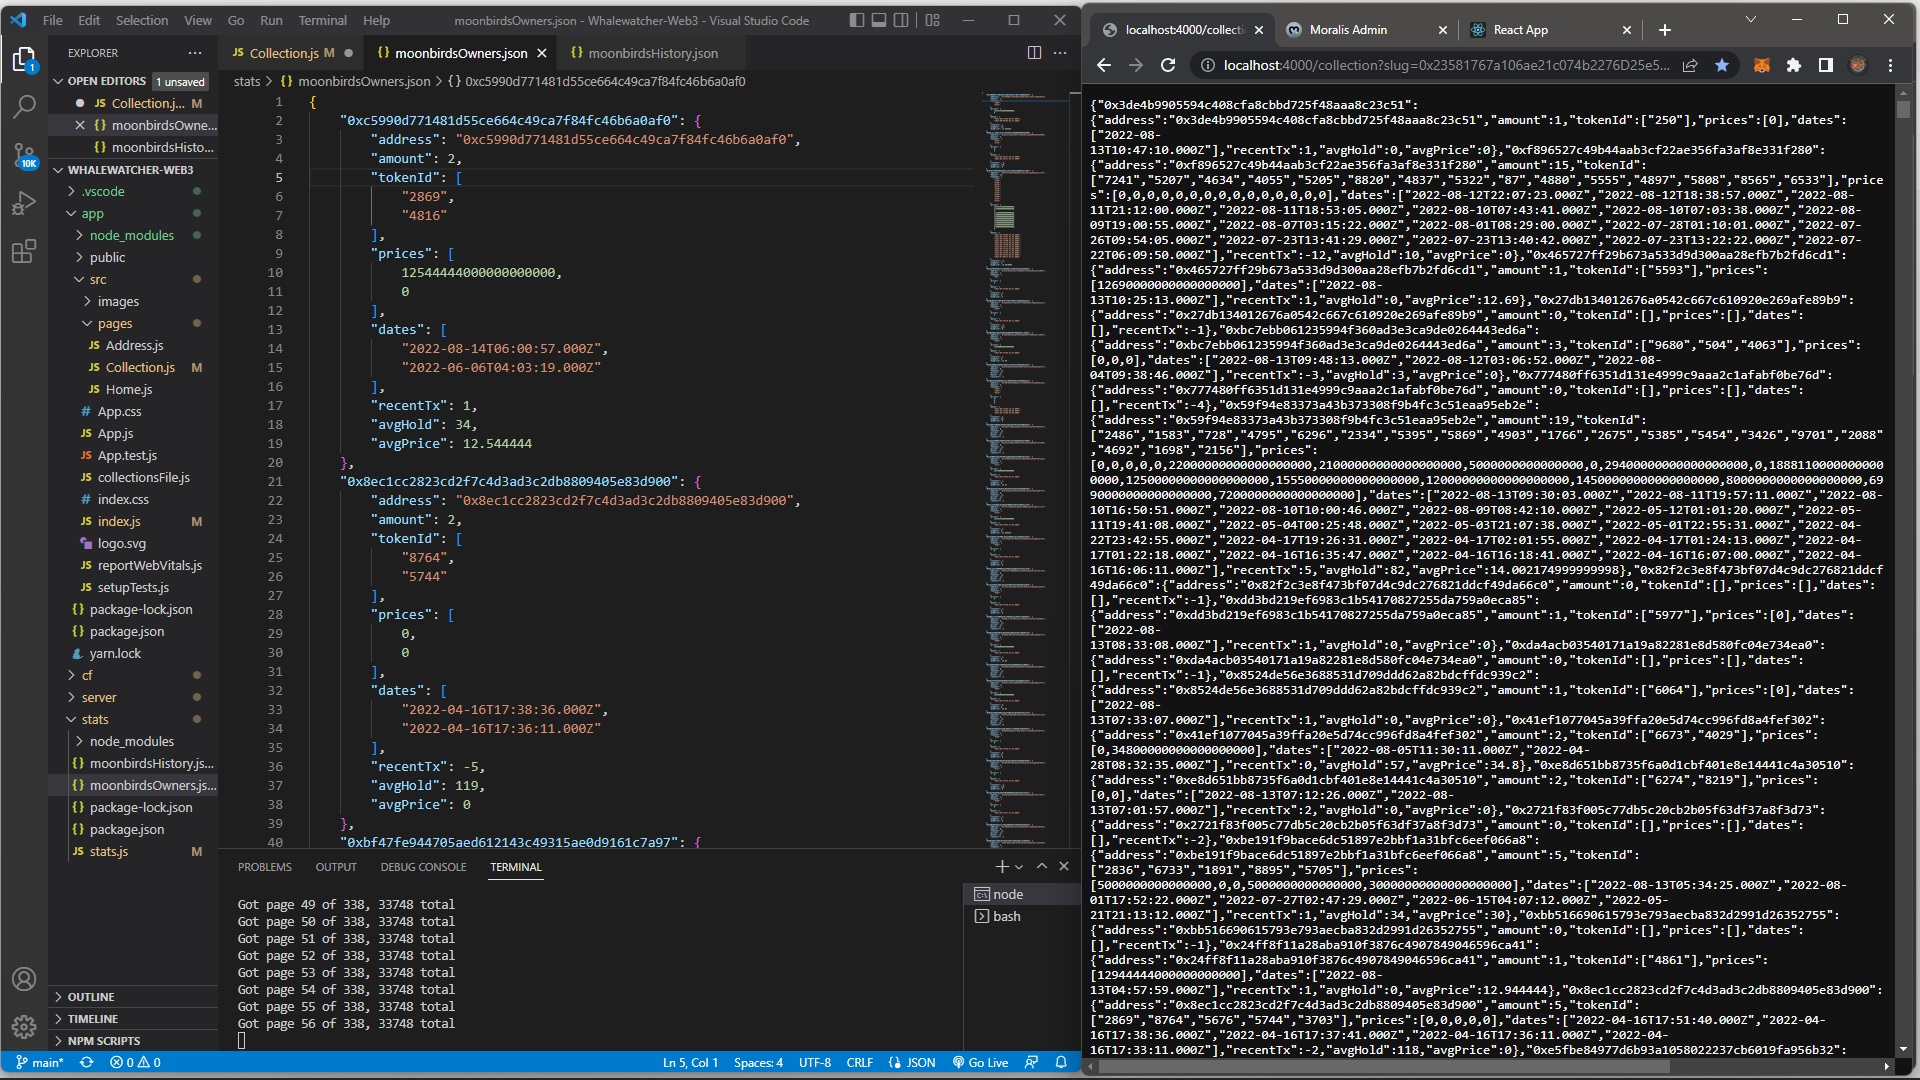 File Edit Selection View Go Run Terminal Help
moonbirdsOwners.json - Whalewatcher-Web3 - Visual Studio Code
EXPLORER
OPEN EDITORS 1 unsaved
JS Collection.j... M
{} moonbirdsOwne...
{} moonbirdsHisto...
WHALEWATCHER-WEB3
.vscode
app
node_modules
public
src
images
pages
JS Address.js
JS Collection.js M
JS Home.js
# App.css
JS App.js
JS App.test.js
JS collectionsFile.js
# index.css
JS index.js M
logo.svg
JS reportWebVitals.js
JS setupTests.js
{} package-lock.json
{} package.json
yarn.lock
cf
server
stats
node_modules
{} moonbirdsHistory.js...
{} moonbirdsOwners.js...
{} package-lock.json
{} package.json
JS stats.js M
OUTLINE
TIMELINE
NPM SCRIPTS
1
10K
JS Collection.js M
{} moonbirdsOwners.json
{} moonbirdsHistory.json
stats > {} moonbirdsOwners.json > {} 0xc5990d771481d55ce664c49ca7f84fc46b6a0af0
1 {
2 "0xc5990d771481d55ce664c49ca7f84fc46b6a0af0": {
3 "address": "0xc5990d771481d55ce664c49ca7f84fc46b6a0af0",
4 "amount": 2,
5 "tokenId": [
6 "2869",
7 "4816"
8 ],
9 "prices": [
10 12544444000000000000,
11 0
12 ],
13 "dates": [
14 "2022-08-14T06:00:57.000Z",
15 "2022-06-06T04:03:19.000Z"
16 ],
17 "recentTx": 1,
18 "avgHold": 34,
19 "avgPrice": 12.544444
20 },
21 "0x8ec1cc2823cd2f7c4d3ad3c2db8809405e83d900": {
22 "address": "0x8ec1cc2823cd2f7c4d3ad3c2db8809405e83d900",
23 "amount": 2,
24 "tokenId": [
25 "8764",
26 "5744"
27 ],
28 "prices": [
29 0,
30 0
31 ],
32 "dates": [
33 "2022-04-16T17:38:36.000Z",
34 "2022-04-16T17:36:11.000Z"
35 ],
36 "recentTx": -5,
37 "avgHold": 119,
38 "avgPrice": 0
39 },
40 "0xbf47fe944705aed612143c49315ae0d9161c7a97": {
PROBLEMS OUTPUT DEBUG CONSOLE TERMINAL
Got page 49 of 338, 33748 total
Got page 50 of 338, 33748 total
Got page 51 of 338, 33748 total
Got page 52 of 338, 33748 total
Got page 53 of 338, 33748 total
Got page 54 of 338, 33748 total
Got page 55 of 338, 33748 total
Got page 56 of 338, 33748 total
node
bash
main* 0 0 Ln 5, Col 1 Spaces: 4 UTF-8 CRLF {} JSON Go Live
localhost:4000/collecti Moralis Admin React App
localhost:4000/collection?slug=0x23581767a106ae21c074b2276D25e5...
{"0x3de4b9905594c408cfa8cbbd725f48aaa8c23c51":
{"address":"0x3de4b9905594c408cfa8cbbd725f48aaa8c23c51","amount":1,"tokenId":["250"],"prices":[0],"dates":
["2022-08-
13T10:47:10.000Z"],"recentTx":1,"avgHold":0,"avgPrice":0},"0xf896527c49b44aab3cf22ae356fa3af8e331f280":
{"address":"0xf896527c49b44aab3cf22ae356fa3af8e331f280","amount":15,"tokenId":
["7241","5207","4634","4055","5205","8820","4837","5322","87","4880","5555","4897","5808","8565","6533"],"price
s":[0,0,0,0,0,0,0,0,0,0,0,0,0,0,0],"dates":["2022-08-12T22:07:23.000Z","2022-08-12T18:38:57.000Z","2022-08-
11T21:12:00.000Z","2022-08-11T18:53:05.000Z","2022-08-10T07:43:41.000Z","2022-08-10T07:03:38.000Z","2022-08-
09T19:00:55.000Z","2022-08-07T03:15:22.000Z","2022-08-01T08:29:00.000Z","2022-07-28T01:10:01.000Z","2022-07-
26T09:54:05.000Z","2022-07-23T13:41:29.000Z","2022-07-23T13:40:42.000Z","2022-07-23T13:22:22.000Z","2022-07-
22T06:09:50.000Z"],"recentTx":-12,"avgHold":10,"avgPrice":0},"0x465727ff29b673a533d9d300aa28efb7b2fd6cd1":
{"address":"0x465727ff29b673a533d9d300aa28efb7b2fd6cd1","amount":1,"tokenId":["5593"],"prices":
[12690000000000000000],"dates":["2022-08-
13T10:25:13.000Z"],"recentTx":1,"avgHold":0,"avgPrice":12.69},"0x27db134012676a0542c667c610920e269afe89b9":
{"address":"0x27db134012676a0542c667c610920e269afe89b9","amount":0,"tokenId":[],"prices":[],"dates":
[],"recentTx":-1},"0xbc7ebb061235994f360ad3e3ca9de0264443ed6a":
{"address":"0xbc7ebb061235994f360ad3e3ca9de0264443ed6a","amount":3,"tokenId":["9680","504","4063"],"prices":
[0,0,0],"dates":["2022-08-13T09:48:13.000Z","2022-08-12T03:06:52.000Z","2022-08-
04T09:38:46.000Z"],"recentTx":-3,"avgHold":3,"avgPrice":0},"0x777480ff6351d131e4999c9aaa2c1afabf0be76d":
{"address":"0x777480ff6351d131e4999c9aaa2c1afabf0be76d","amount":0,"tokenId":[],"prices":[],"dates":
[],"recentTx":-4},"0x59f94e83373a43b373308f9b4fc3c51eaa95eb2e":
{"address":"0x59f94e83373a43b373308f9b4fc3c51eaa95eb2e","amount":19,"tokenId":
["2486","1583","728","4795","6296","2334","5395","5869","4903","1766","2675","5385","5454","3426","9701","2088"
,"4692","1698","2156"],"prices":
[0,0,0,0,0,22000000000000000000,21000000000000000000,5000000000000000,0,29400000000000000000,0,1888110000000000
0000,12500000000000000000,15550000000000000000,12000000000000000000,14500000000000000000,8000000000000000000,69
00000000000000000,7200000000000000000],"dates":["2022-08-13T09:30:03.000Z","2022-08-11T19:57:11.000Z","2022-08-
10T16:50:51.000Z","2022-08-10T10:00:46.000Z","2022-08-09T08:42:10.000Z","2022-05-12T01:01:20.000Z","2022-05-
11T19:41:08.000Z","2022-05-04T00:25:48.000Z","2022-05-03T21:07:38.000Z","2022-05-01T22:55:31.000Z","2022-04-
22T23:42:55.000Z","2022-04-17T19:26:31.000Z","2022-04-17T02:01:55.000Z","2022-04-17T01:24:13.000Z","2022-04-
17T01:22:18.000Z","2022-04-16T16:35:47.000Z","2022-04-16T16:18:41.000Z","2022-04-16T16:07:00.000Z","2022-04-
16T16:06:11.000Z"],"recentTx":5,"avgHold":82,"avgPrice":14.002174999999998},"0x82f2c3e8f473bf07d4c9dc276821ddcf
49da66c0":{"address":"0x82f2c3e8f473bf07d4c9dc276821ddcf49da66c0","amount":0,"tokenId":[],"prices":[],"dates":
[],"recentTx":-1},"0xdd3bd219ef6983c1b54170827255da759a0eca85":
{"address":"0xdd3bd219ef6983c1b54170827255da759a0eca85","amount":1,"tokenId":["5977"],"prices":[0],"dates":
["2022-08-
13T08:33:08.000Z"],"recentTx":1,"avgHold":0,"avgPrice":0},"0xda4acb03540171a19a82281e8d580fc04e734ea0":
{"address":"0xda4acb03540171a19a82281e8d580fc04e734ea0","amount":0,"tokenId":[],"prices":[],"dates":
[],"recentTx":-1},"0x8524de56e3688531d709ddd62a82bdcffdc939c2":
{"address":"0x8524de56e3688531d709ddd62a82bdcffdc939c2","amount":1,"tokenId":["6064"],"prices":[0],"dates":
["2022-08-
13T07:33:07.000Z"],"recentTx":1,"avgHold":0,"avgPrice":0},"0x41ef1077045a39ffa20e5d74cc996fd8a4fef302":
{"address":"0x41ef1077045a39ffa20e5d74cc996fd8a4fef302","amount":2,"tokenId":["6673","4029"],"prices":
[0,34800000000000000000],"dates":["2022-08-05T11:30:11.000Z","2022-04-
28T08:32:35.000Z"],"recentTx":0,"avgHold":57,"avgPrice":34.8},"0xe8d651bb8735f6a0d1cbf401e8e14441c4a30510":
{"address":"0xe8d651bb8735f6a0d1cbf401e8e14441c4a30510","amount":2,"tokenId":["6274","8219"],"prices":
[0,0],"dates":["2022-08-13T07:12:26.000Z","2022-08-
13T07:01:57.000Z"],"recentTx":2,"avgHold":0,"avgPrice":0},"0x2721f83f005c77db5c20cb2b05f63df37a8f3d73":
{"address":"0x2721f83f005c77db5c20cb2b05f63df37a8f3d73","amount":0,"tokenId":[],"prices":[],"dates":
[],"recentTx":-2},"0xbe191f9bace6dc51897e2bbf1a31bfc6eef066a8":
{"address":"0xbe191f9bace6dc51897e2bbf1a31bfc6eef066a8","amount":5,"tokenId":
["2836","6733","1891","8895","5705"],"prices":
[5000000000000000,0,0,5000000000000000,30000000000000000000],"dates":["2022-08-13T05:34:25.000Z","2022-08-
01T17:52:22.000Z","2022-07-27T02:47:29.000Z","2022-06-15T04:07:12.000Z","2022-05-
21T21:13:12.000Z"],"recentTx":1,"avgHold":34,"avgPrice":30},"0xbb516690615793e793aecba832d2991d26352755":
{"address":"0xbb516690615793e793aecba832d2991d26352755","amount":0,"tokenId":[],"prices":[],"dates":
[],"recentTx":-1},"0x24ff8f11a28aba910f3876c4907849046596ca41":
{"address":"0x24ff8f11a28aba910f3876c4907849046596ca41","amount":1,"tokenId":["4861"],"prices":
[12944444000000000000],"dates":["2022-08-
13T04:57:59.000Z"],"recentTx":1,"avgHold":0,"avgPrice":12.944444},"0x8ec1cc2823cd2f7c4d3ad3c2db8809405e83d900":
{"address":"0x8ec1cc2823cd2f7c4d3ad3c2db8809405e83d900","amount":5,"tokenId":
["2869","8764","5676","5744","3703"],"prices":[0,0,0,0,0],"dates":["2022-04-16T17:51:40.000Z","2022-04-
16T17:38:36.000Z","2022-04-16T17:37:41.000Z","2022-04-16T17:36:11.000Z","2022-04-
16T17:33:11.000Z"],"recentTx":-2,"avgHold":118,"avgPrice":0},"0xe5fbe84977d6b93a1058022237cb6019fa956b32":